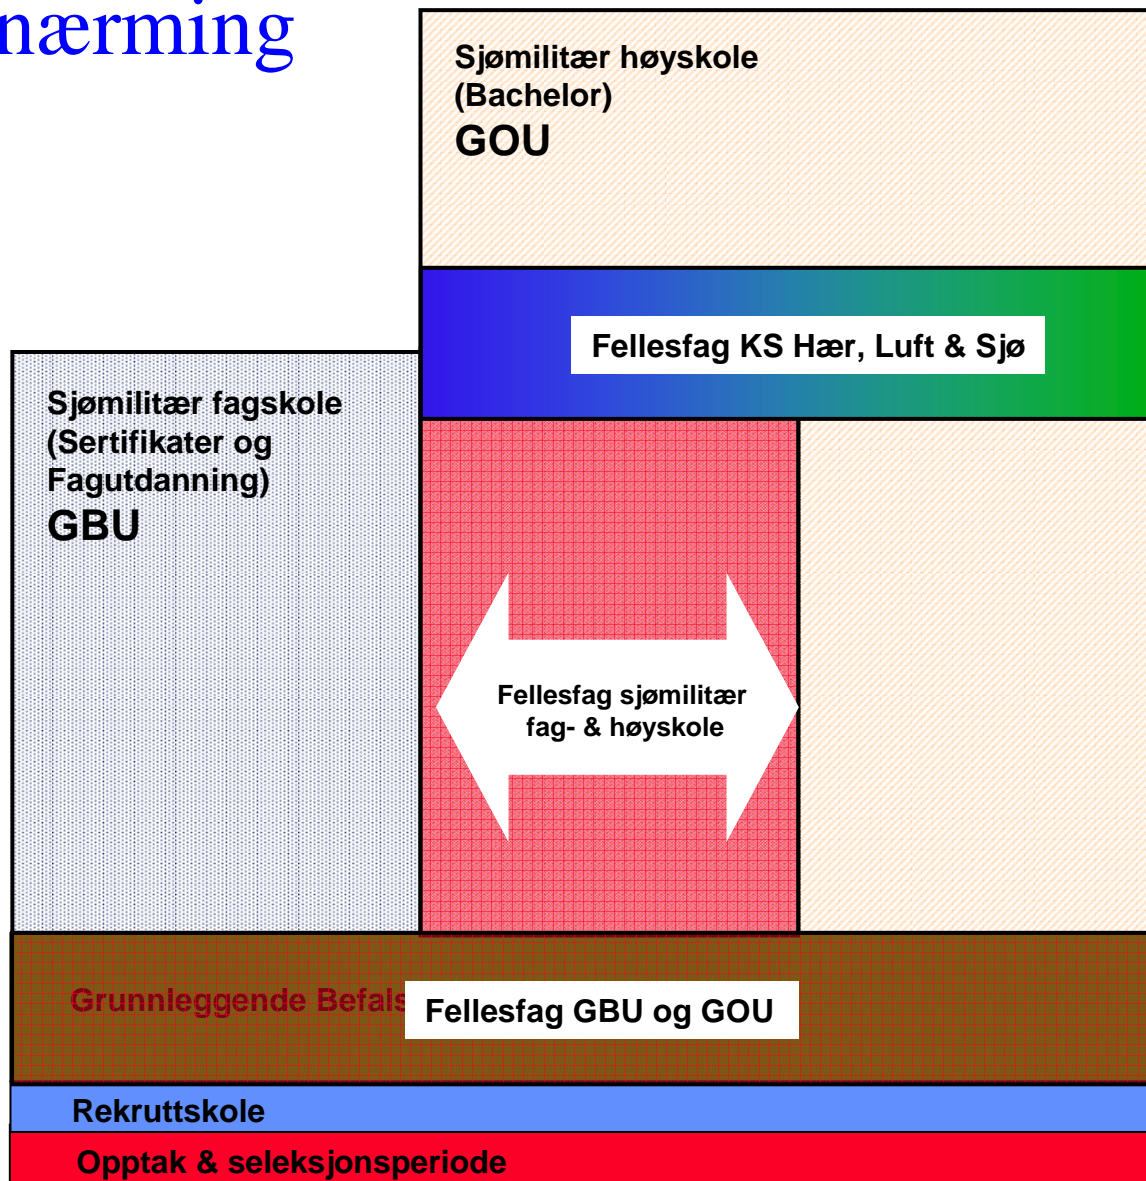 nærming
Sjømilitær høyskole
(Bachelor)
GOU
Fellesfag KS Hær, Luft & Sjø
Sjømilitær fagskole
(Sertifikater og
Fagutdanning)
GBU
Fellesfag sjømilitær
fag- & høyskole
Grunnleggende Befals
Fellesfag GBU og GOU
Rekruttskole
Opptak & seleksjonsperiode